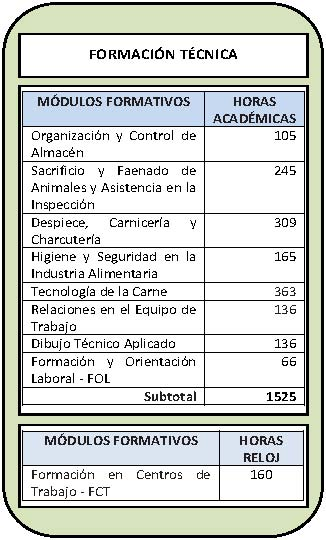 FORMACIÓN TÉCNICA
MÓDULOS FORMATIVOS HORAS
ACADÉMICAS
Organización y Control de 105
Almacén
Sacrificio y Faenado de 245
Animales y Asistencia en la
Inspección
Despiece, Carnicería y 309
Charcutería
Higiene y Seguridad en la 165
Industria Alimentaria
Tecnología de la Carne 363
Relaciones en el Equipo de 136
Trabajo
Dibujo Técnico Aplicado 136
Formación y Orientación 66
Laboral - FOL
Subtotal 1525
MÓDULOS FORMATIVOS HORAS
RELOJ
Formación en Centros de 160
Trabajo - FCT